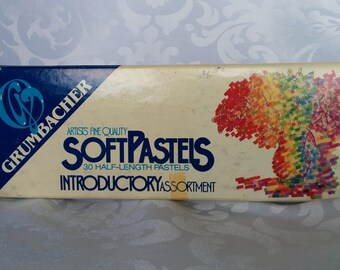 GRUMBACHER
ARTISTS FINE QUALITY
SOFT PASTELS
30 HALF-LENGTH PASTELS
INTRODUCTORY ASSORTMENT